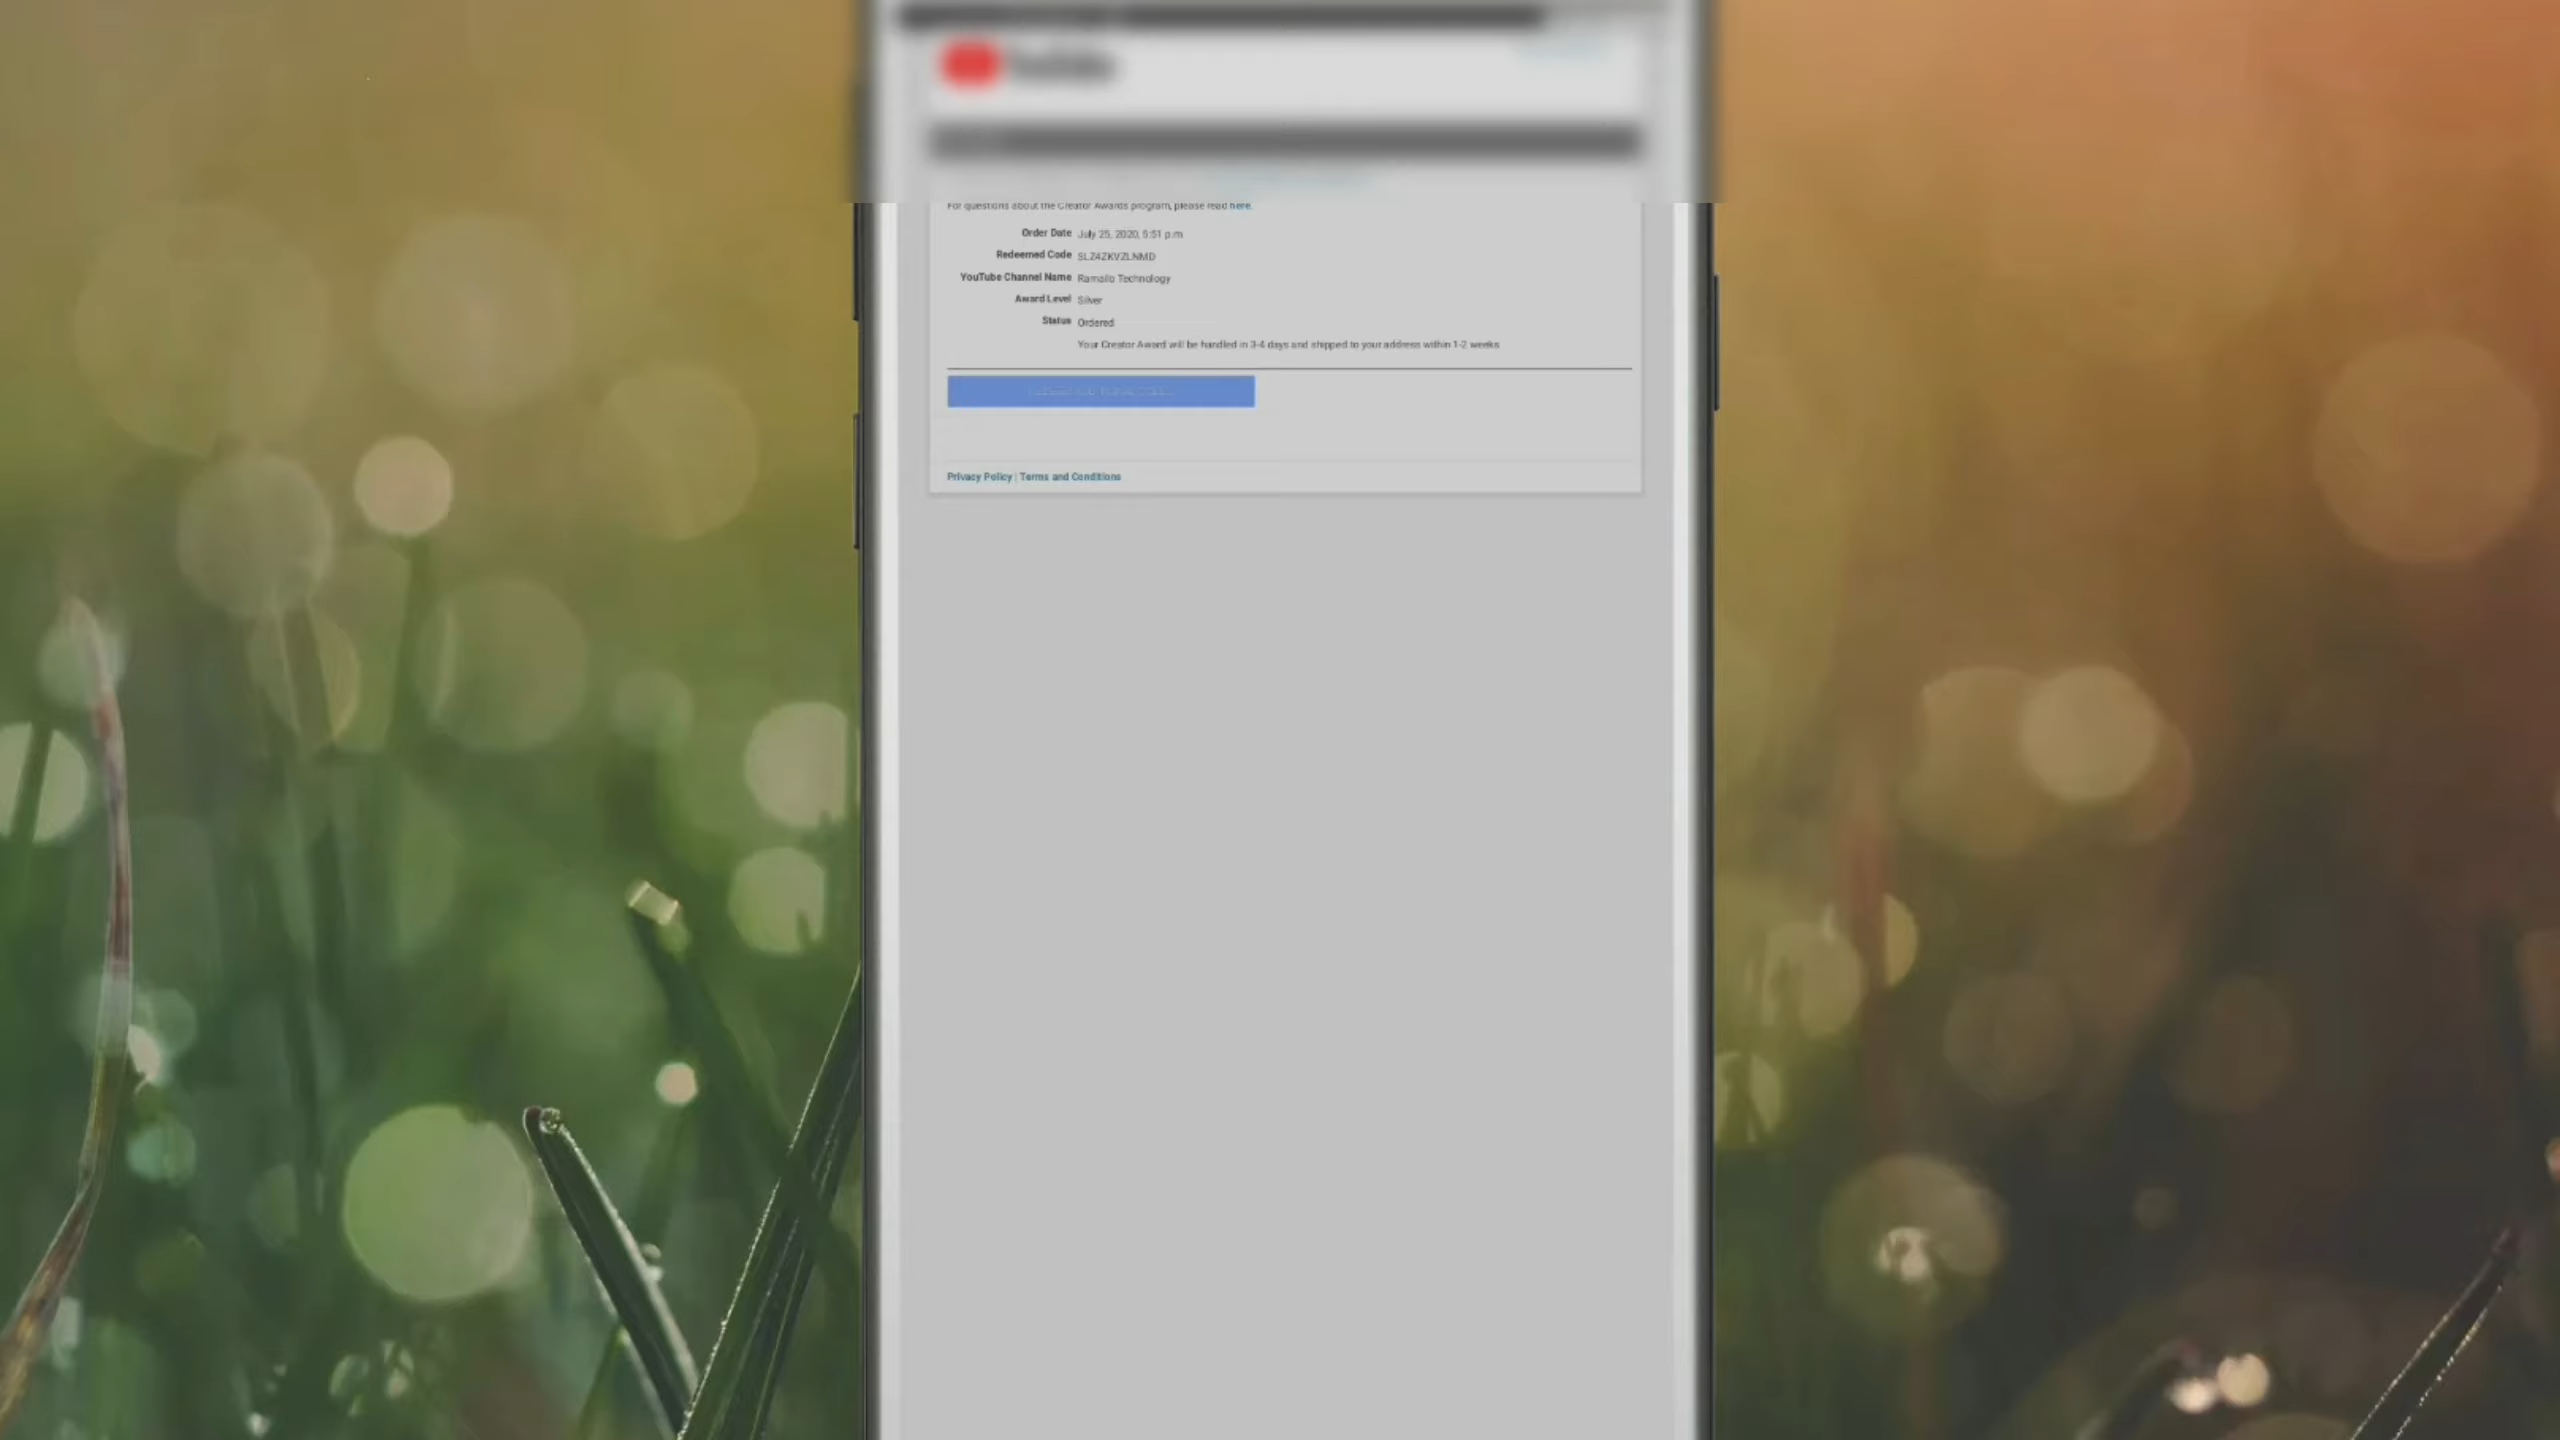 For questions about the Creator Awards program, please read here.
Order Date July 25, 2020, 5:51 p.m
Redeemed Code SLZ4ZKVZLNMD
YouTube Channel Name Ramailo Technology
Award Level Silver
Status Ordered
Your Creator Award will be handled in 3-4 days and shipped to your address within 1-2 weeks
Privacy Policy | Terms and Conditions